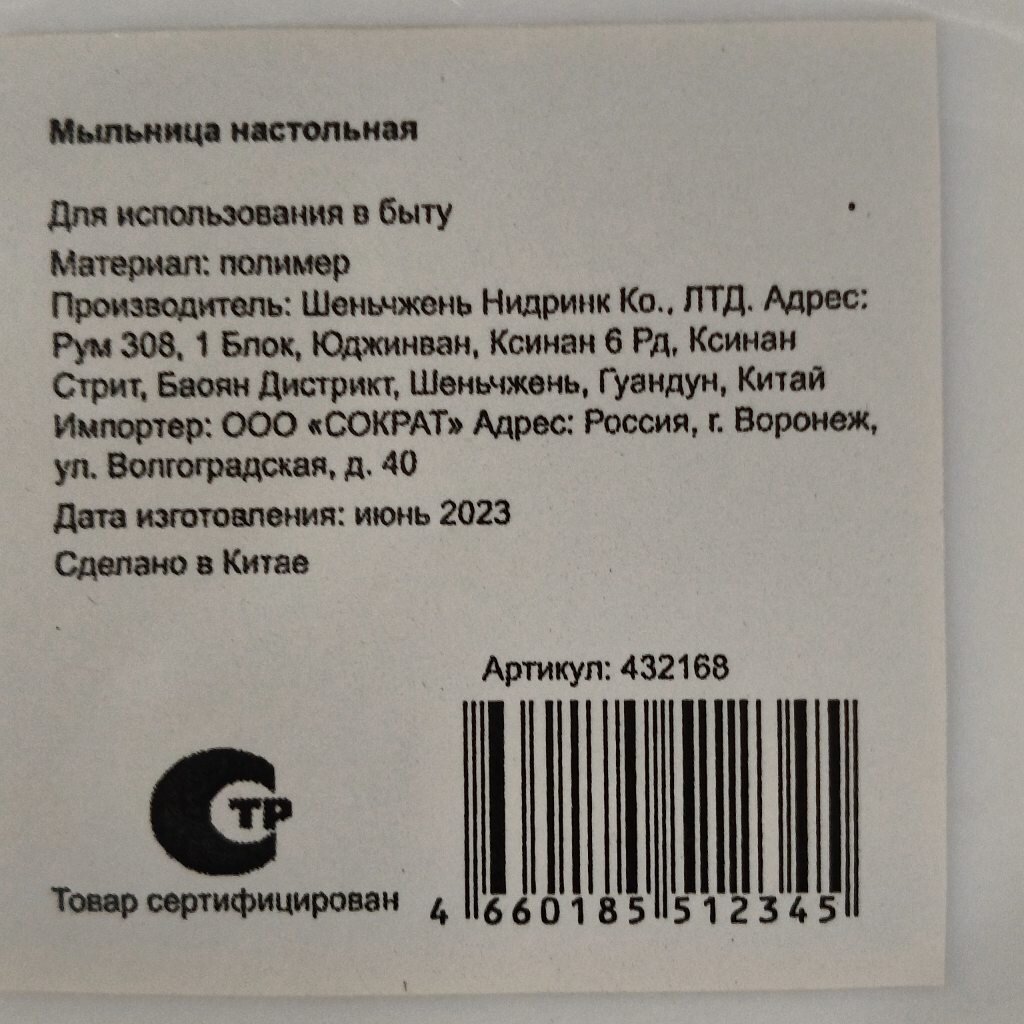 Мыльница настольная
Для использования в быту
Материал: полимер
Производитель: Шеньчжень Нидринк Ко., ЛТД. Адрес:
Рум 308, 1 Блок, Юджинван, Ксинан 6 Рд, Ксинан
Стрит, Баоян Дистрикт, Шеньчжень, Гуандун, Китай
Импортер: ООО «СОКРАТ» Адрес: Россия, г. Воронеж,
ул. Волгоградская, д. 40
Дата изготовления: июнь 2023
Сделано в Китае
Артикул: 432168
СТР
Товар сертифицирован
4 660185 512345